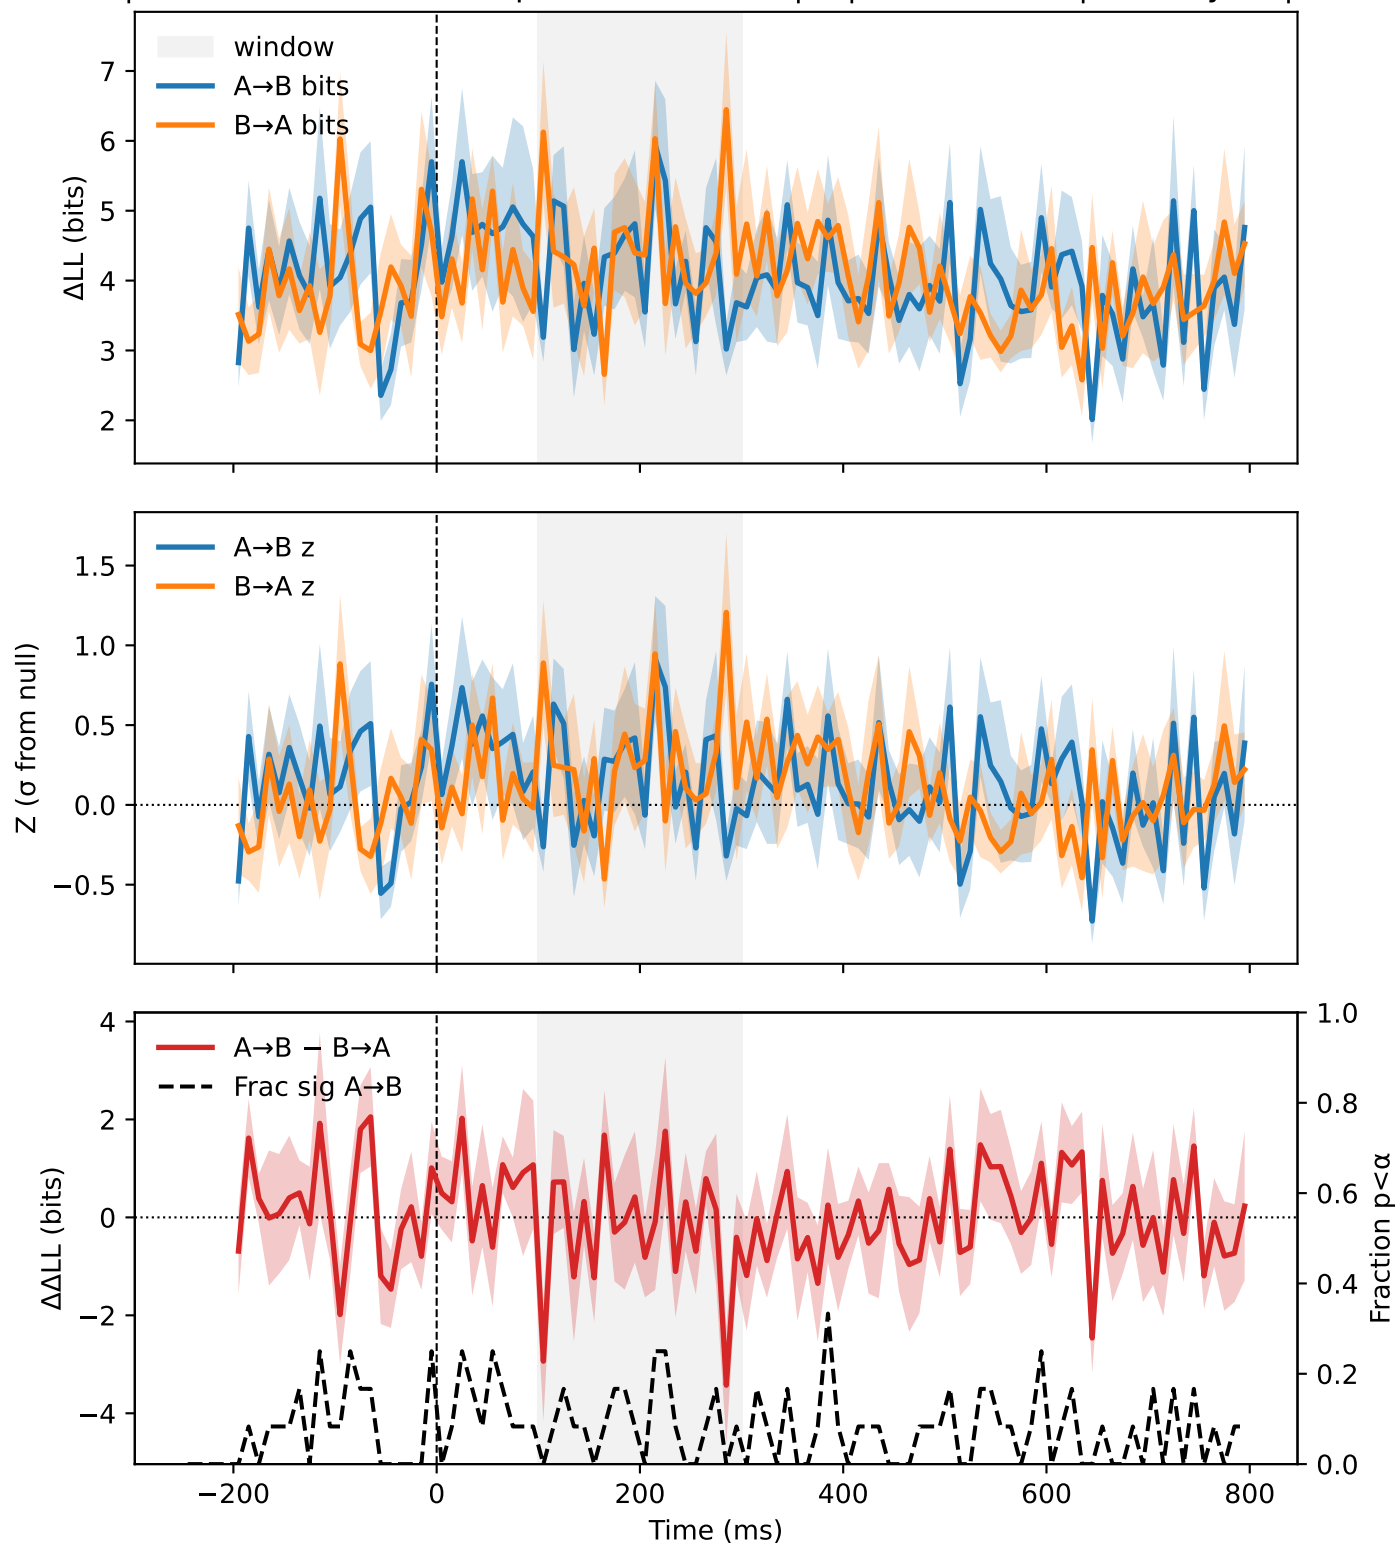 window
A→B bits
B→A bits
7
6
5
4
3
2
ΔLL (bits)
A→B z
B→A z
1.5
1.0
0.5
0.0
−0.5
Z (σ from null)
A→B − B→A
Frac sig A→B
4
2
0
−2
−4
ΔΔLL (bits)
1.0
0.8
0.6
0.4
0.2
0.0
Fraction p<α
−200
0
200
400
600
800
Time (ms)